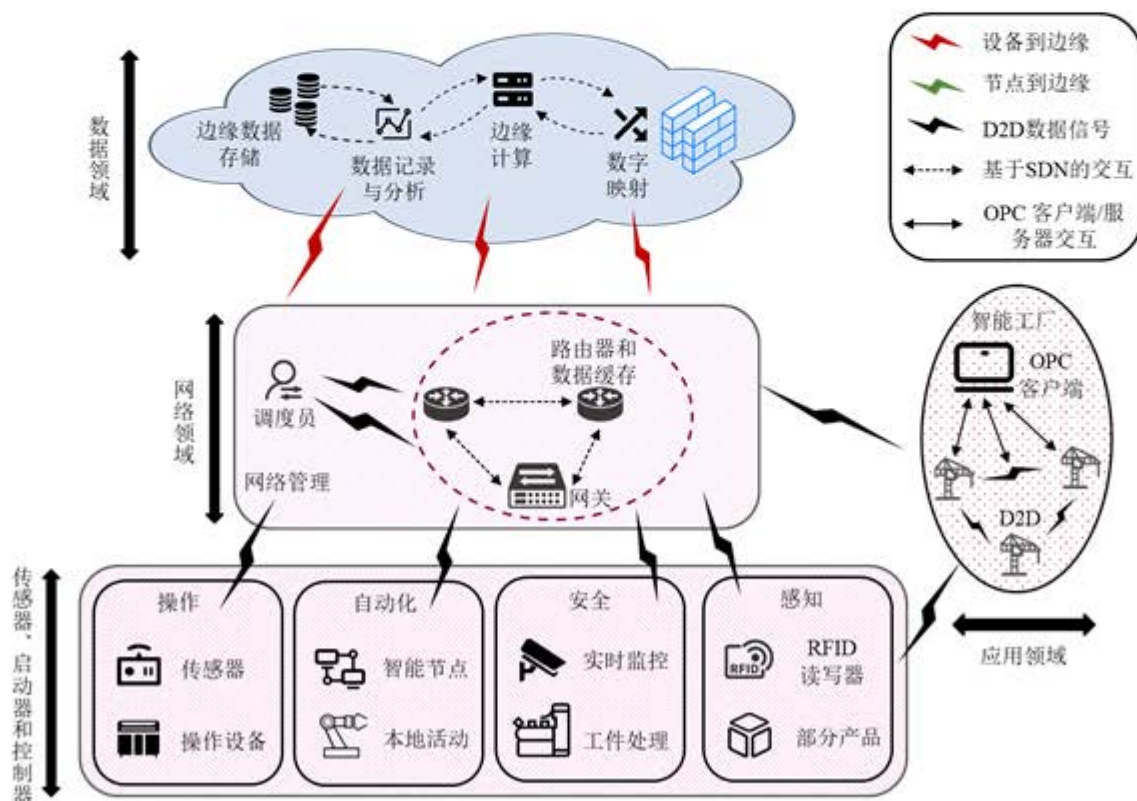 数据领域
边缘数据
存储
数据记录
与分析
边缘
计算
数字
映射
设备到边缘
节点到边缘
D2D数据信号
基于SDN的交互
OPC 客户端/服
务器交互
网络领域
调度员
网络管理
路由器和
数据缓存
网关
智能工厂
OPC
客户端
D2D
应用领域
传感器、启动器和控制器
操作
传感器
操作设备
自动化
智能节点
本地活动
安全
实时监控
工件处理
感知
RFID
RFID
读写器
部分产品